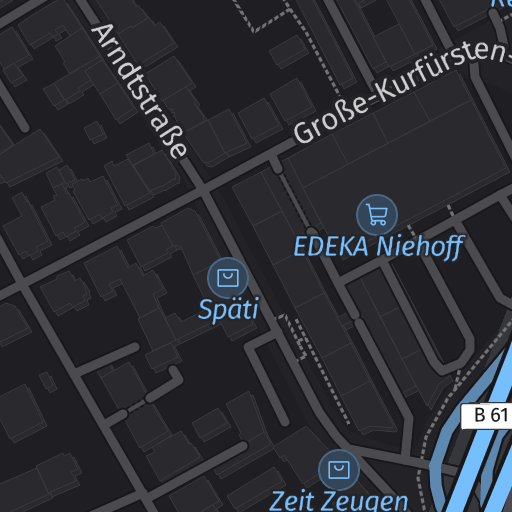 Arndtstraße
Große-Kurfürsten-
EDEKA Niehoff
Späti
B 61
Zeit Zeugen